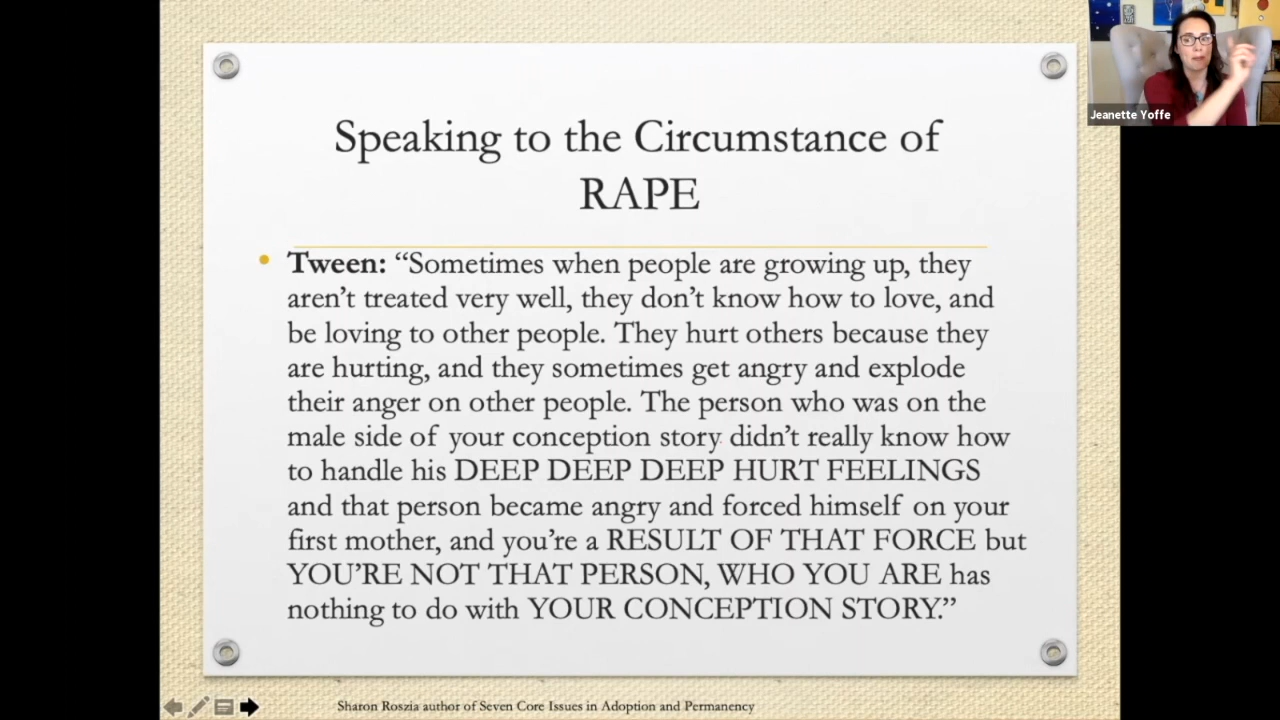 Speaking to the Circumstance of
RAPE
• Tween: “Sometimes when people are growing up, they
aren’t treated very well, they don’t know how to love, and
be loving to other people. They hurt others because they
are hurting, and they sometimes get angry and explode
their anger on other people. The person who was on the
male side of your conception story didn’t really know how
to handle his DEEP DEEP DEEP HURT FEELINGS
and that person became angry and forced himself on your
first mother, and you’re a RESULT OF THAT FORCE but
YOU’RE NOT THAT PERSON, WHO YOU ARE has
nothing to do with YOUR CONCEPTION STORY.”
Sharon Roszia author of Seven Core Issues in Adoption and Permanency
Jeanette Yoffe